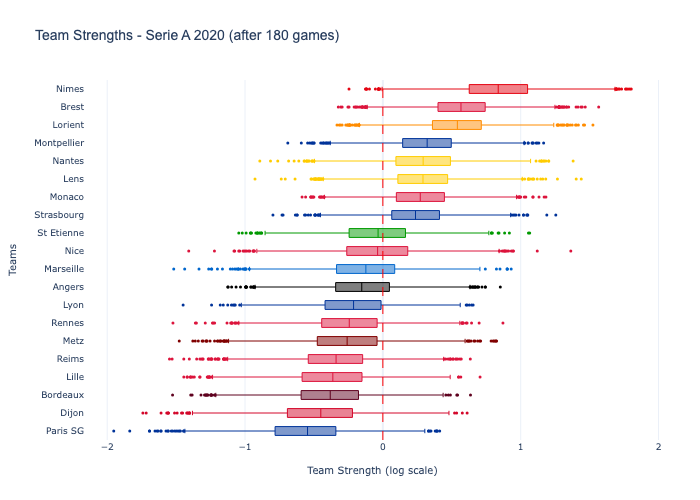 Team Strengths - Serie A 2020 (after 180 games)
Nimes
Brest
Lorient
Montpellier
Nantes
Lens
Monaco
Strasbourg
St Etienne
Nice
Marseille
Angers
Lyon
Rennes
Metz
Reims
Lille
Bordeaux
Dijon
Paris SG
Teams
−2 −1 0 1 2
Team Strength (log scale)